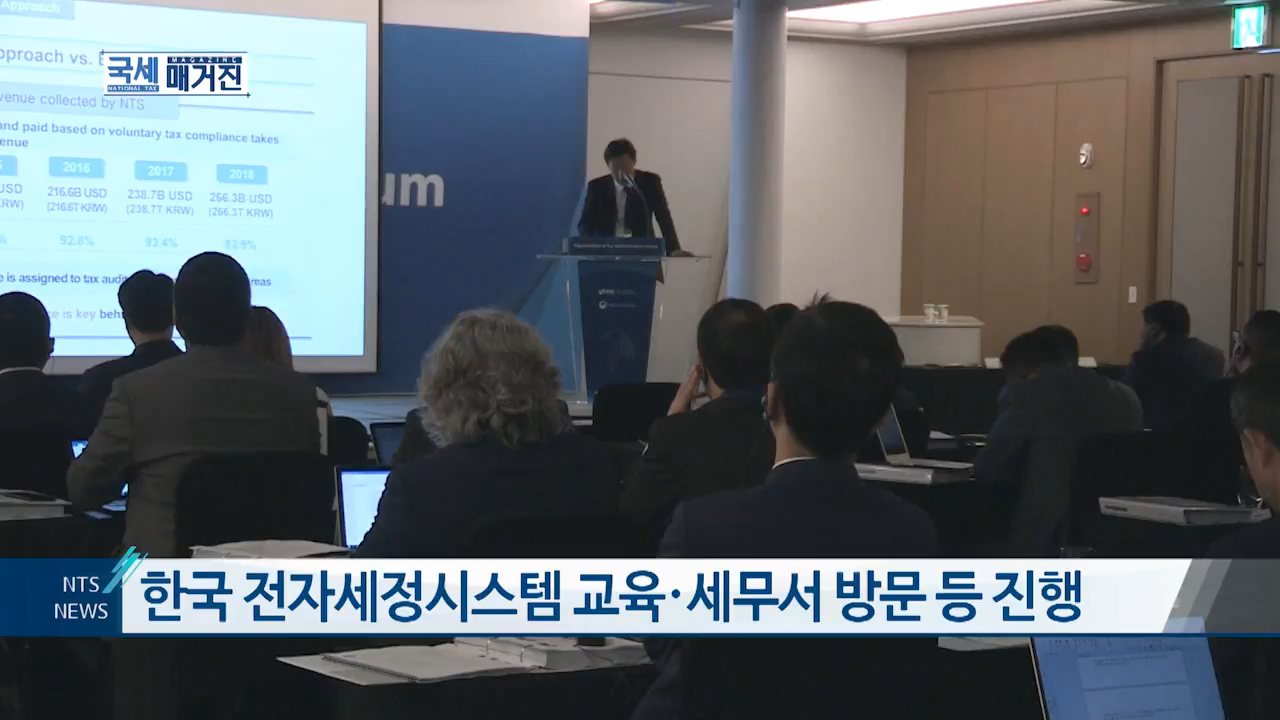 Approach
pproach vs.
국세 매거진
MAGAZINE
NATIONAL TAX
venue collected by NTS
and paid based on voluntary tax compliance takes
enue
2016 2017 2018
USD 216.6B USD 238.7B USD 266.3B USD
KRW) (216.6T KRW) (238.7T KRW) (266.3T KRW)
92.8% 93.4%
e is assigned to tax audit reas
ce is key beh
um
NTS
NEWS
한국 전자세정시스템 교육·세무서 방문 등 진행